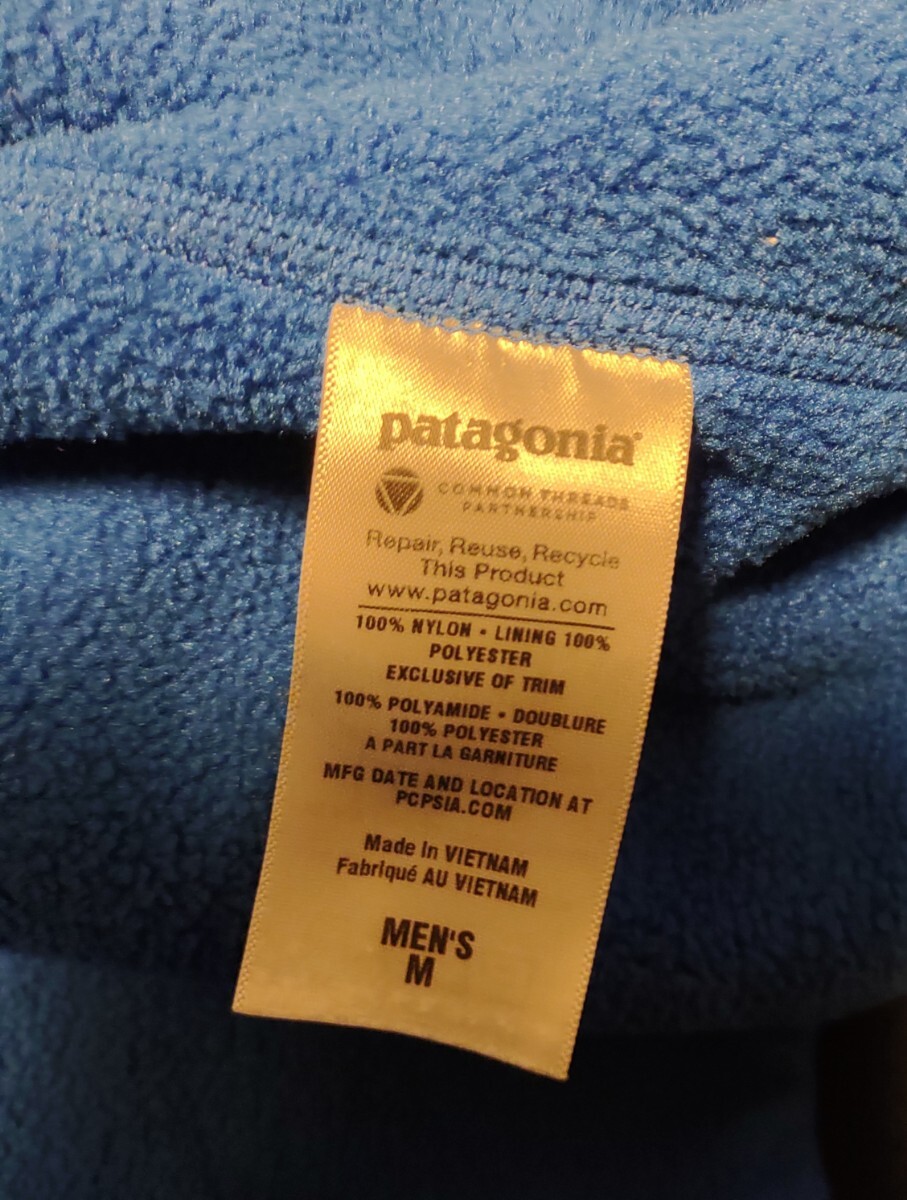 patagonia®
COMMON THREADS
PARTNERSHIP
Repair, Reuse, Recycle
This Product
www.patagonia.com
100% NYLON • LINING 100%
POLYESTER
EXCLUSIVE OF TRIM
100% POLYAMIDE • DOUBLURE
100% POLYESTER
A PART LA GARNITURE
MFG DATE AND LOCATION AT
PCPSIA.COM
Made in VIETNAM
Fabriqué AU VIETNAM
MEN'S
M